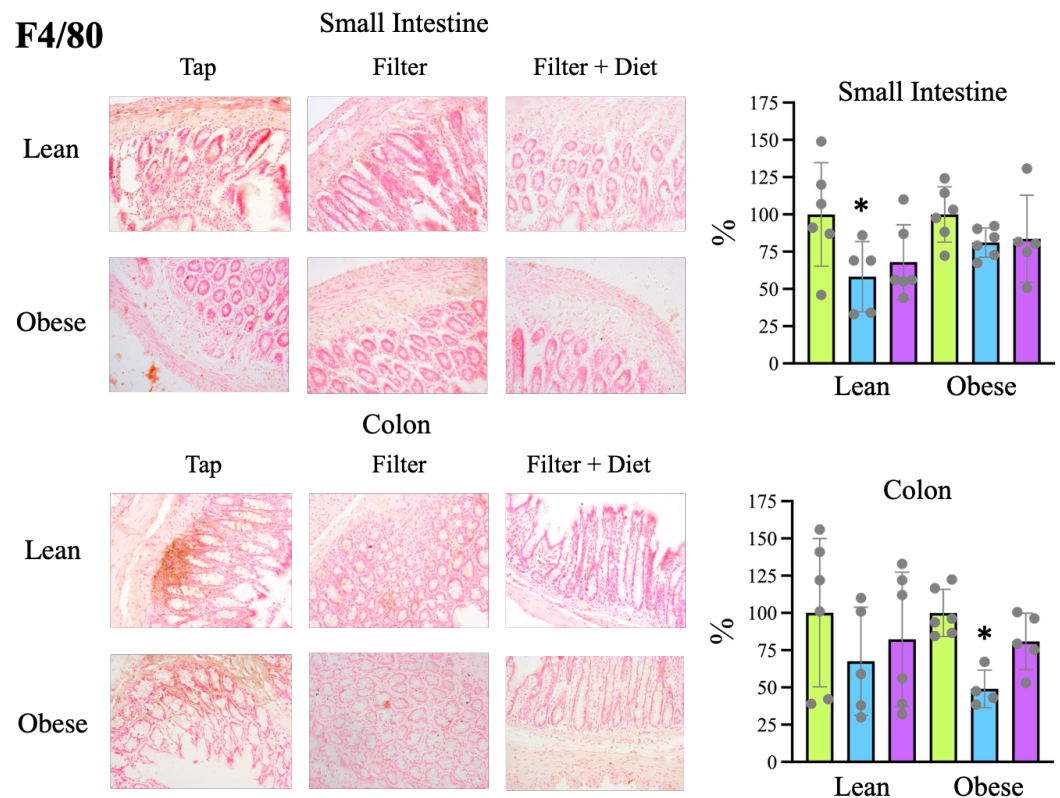 F4/80
Small Intestine
Tap Filter Filter + Diet
Lean
Obese
Small Intestine
175
150
125
100
75
50
25
0
%
*
Lean Obese
Colon
Tap Filter Filter + Diet
Lean
Obese
Colon
175
150
125
100
75
50
25
0
%
*
Lean Obese